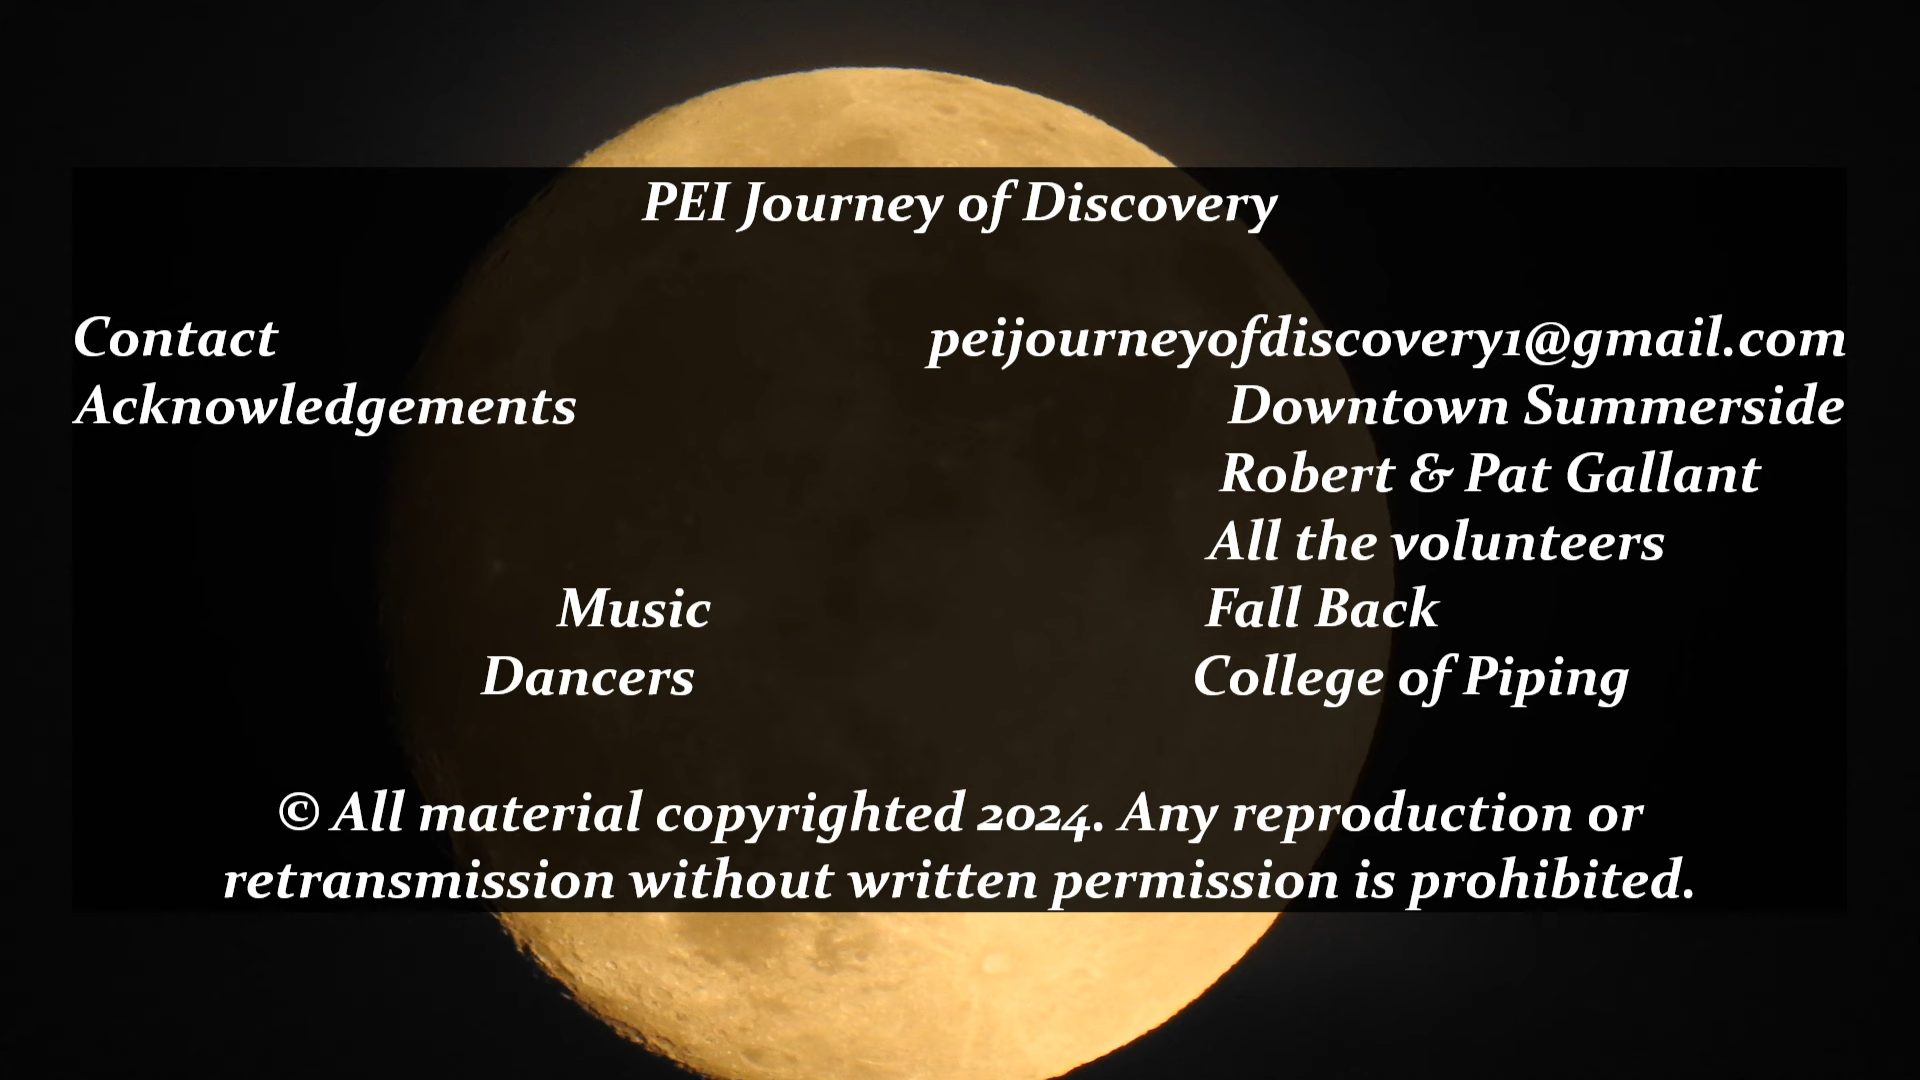 PEI Journey of Discovery
Contact peijourneyofdiscovery1@gmail.com
Acknowledgements Downtown Summerside
Robert & Pat Gallant
All the volunteers
Music Fall Back
Dancers College of Piping
© All material copyrighted 2024. Any reproduction or
retransmission without written permission is prohibited.